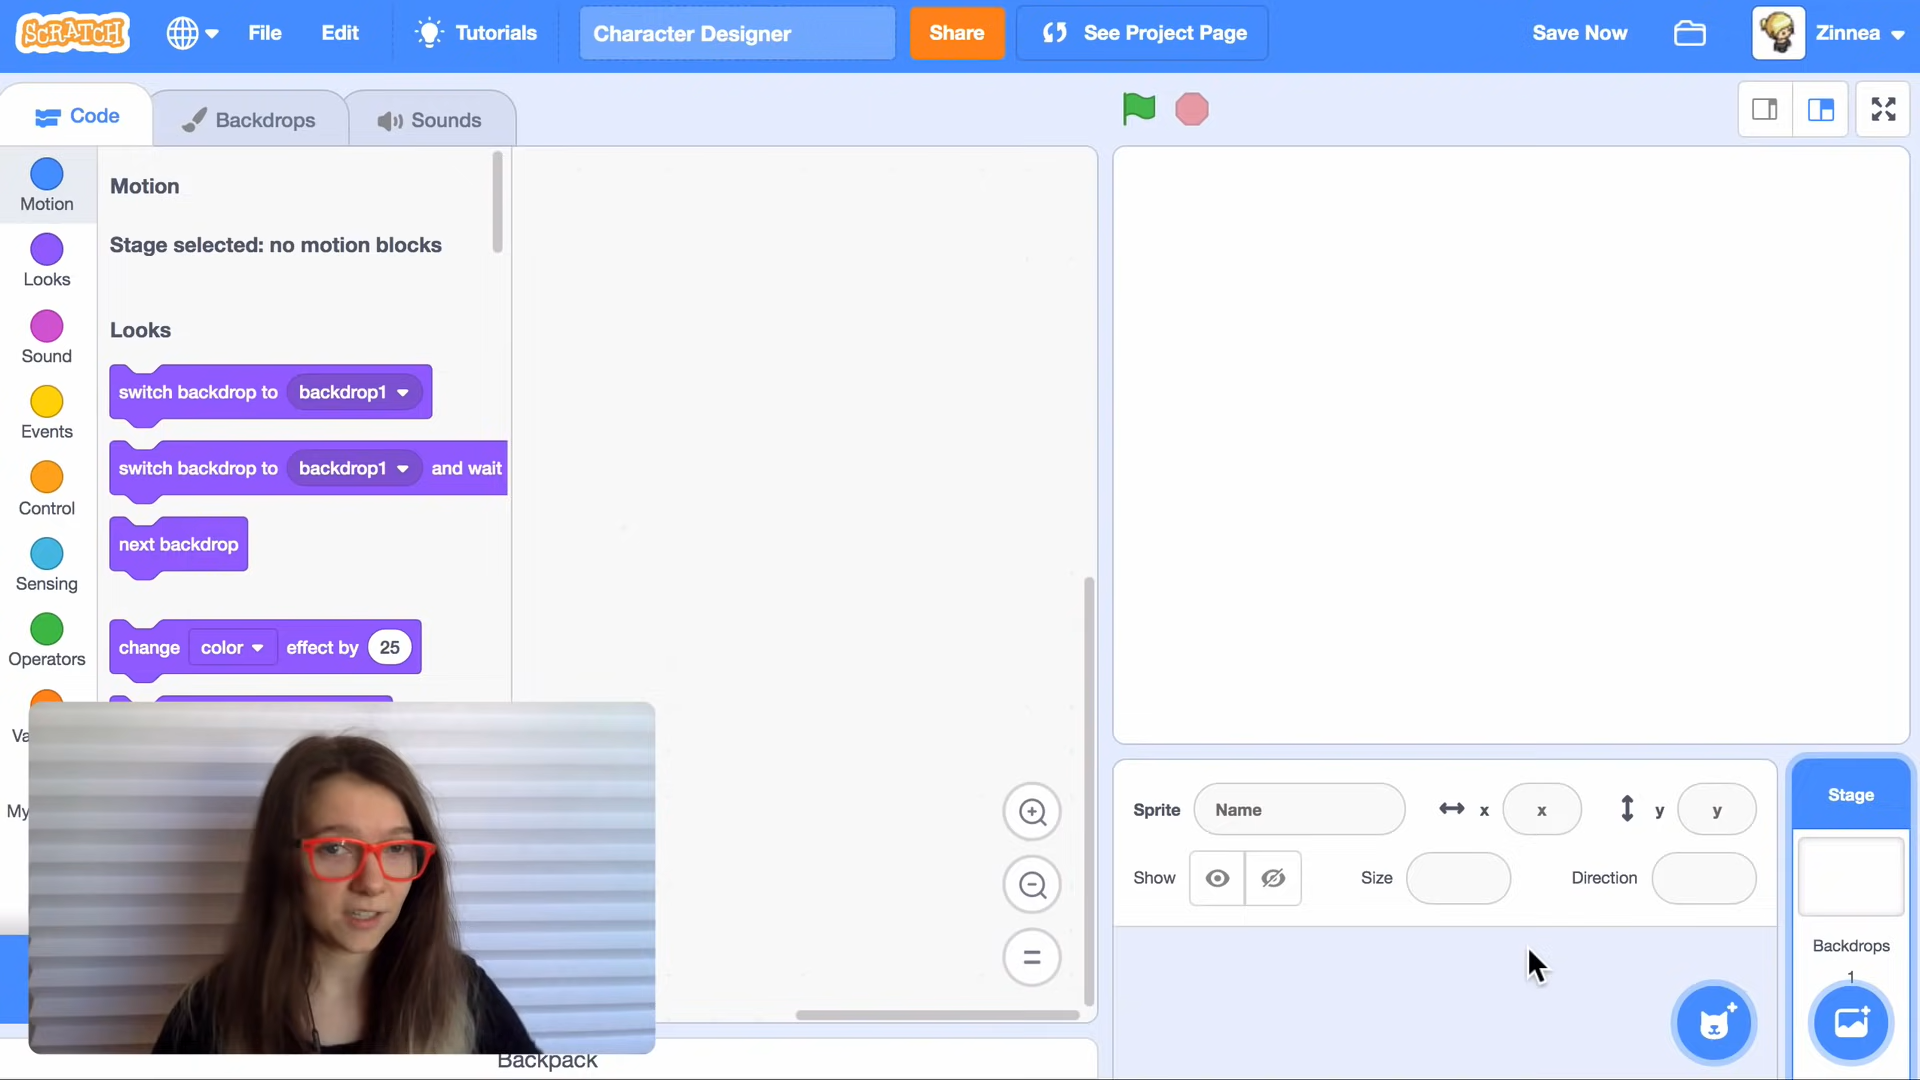 SCRATCH File Edit Tutorials Character Designer Share See Project Page Save Now Zinnea
Code Backdrops Sounds
Motion
Looks
Sound
Events
Control
Sensing
Operators
Va
My
Motion
Stage selected: no motion blocks
Looks
switch backdrop to backdrop1
switch backdrop to backdrop1 and wait
next backdrop
change color effect by 25
Backpack
Sprite Name x x y y
Show Size Direction
Stage
Backdrops
1